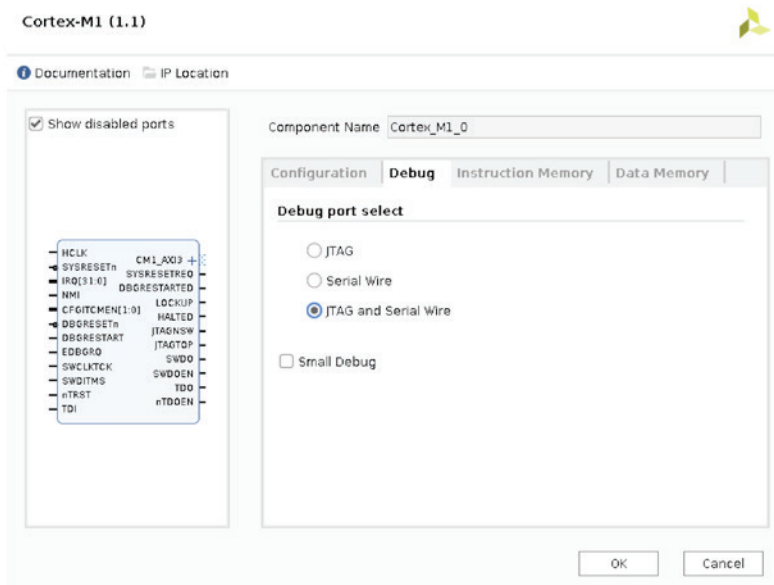 Cortex-M1 (1.1)
Documentation IP Location
Show disabled ports
HCLK
SYSRESETn
IRQ[31:0]
NMI
CFGITCMEN[1:0]
DBGRESETn
DBGRESTART
EDBGRQ
SWCLKTCK
SWDITMS
nTRST
TDI
CM1_AXI3
SYSRESETREQ
DBGRESTARTED
LOCKUP
HALTED
JTAGNSW
JTAGTOP
SWDO
SWDOEN
TDO
nTDOEN
Component Name Cortex_M1_0
Configuration Debug Instruction Memory Data Memory
Debug port select
JTAG
Serial Wire
JTAG and Serial Wire
Small Debug
OK Cancel